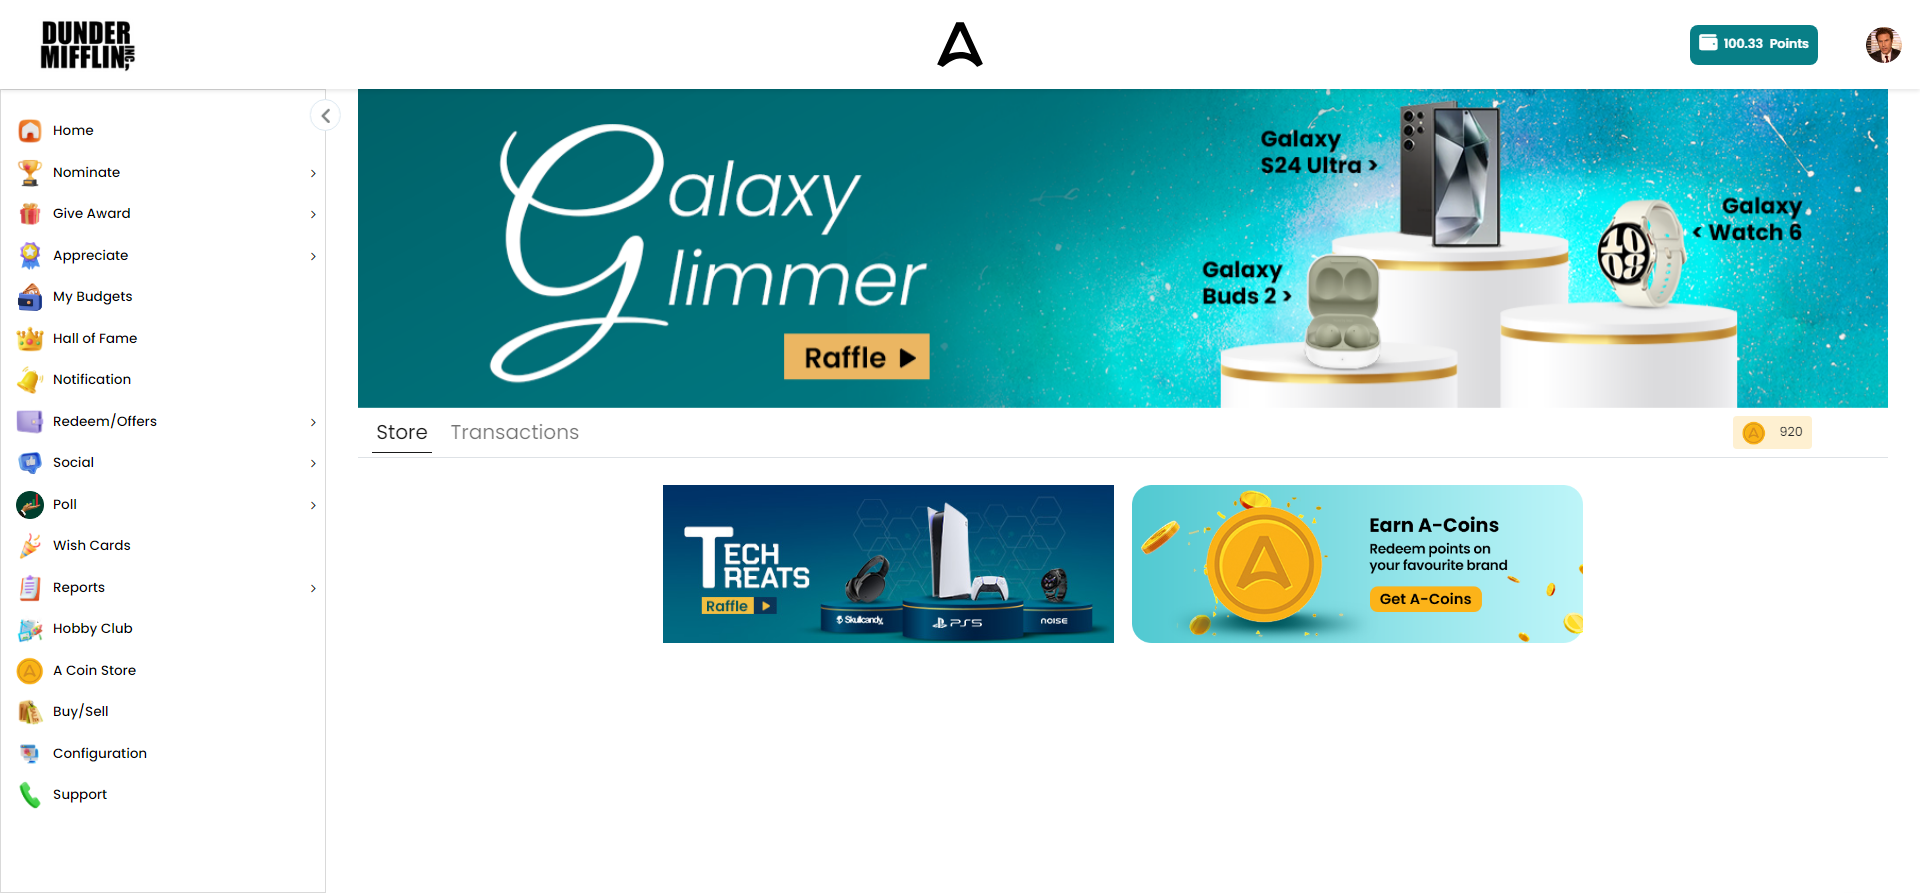 DUNDER
MIFFLIN INC,
100.33 Points
Home
Nominate
Give Award
Appreciate
My Budgets
Hall of Fame
Notification
Redeem/Offers
Social
Poll
Wish Cards
Reports
Hobby Club
A Coin Store
Buy/Sell
Configuration
Support
Galaxy
Glimmer
Raffle
Galaxy
S24 Ultra >
Galaxy
Buds 2 >
Galaxy
< Watch 6
10
08
Store Transactions
920
TECH
TREATS
Raffle
Skullcandy
PS5
noise
Earn A-Coins
Redeem points on
your favourite brand
Get A-Coins